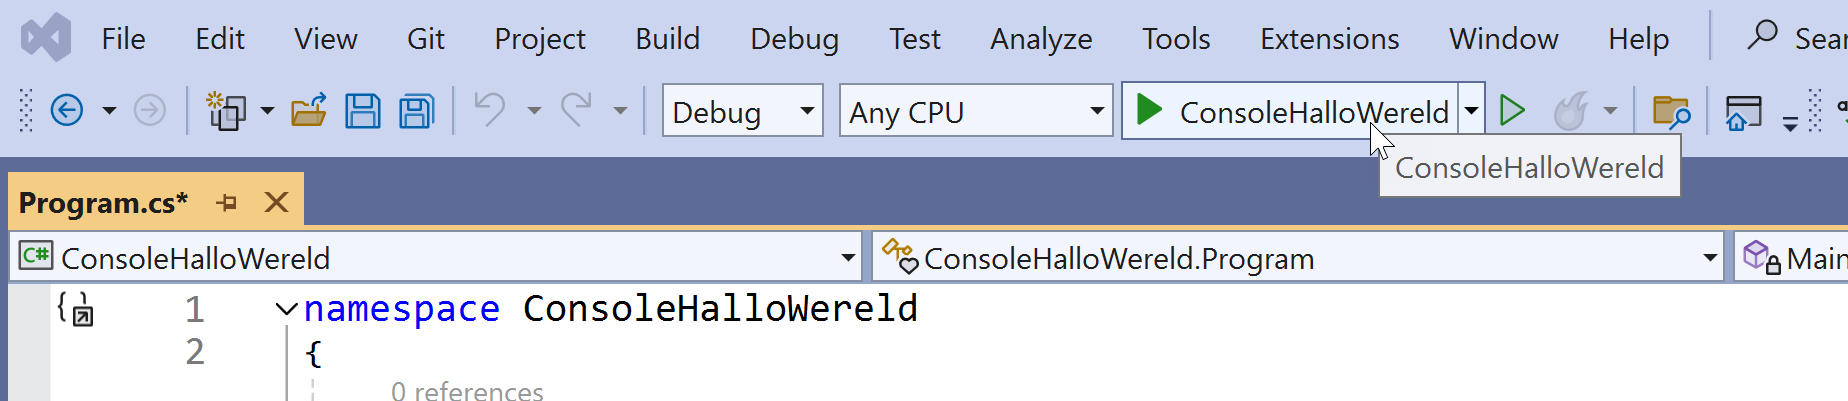 File Edit View Git Project Build Debug Test Analyze Tools Extensions Window Help Sear
Debug Any CPU ConsoleHalloWereld
ConsoleHalloWereld
Program.cs*
C# ConsoleHalloWereld ConsoleHalloWereld.Program Main
1 namespace ConsoleHalloWereld
2 {
0 references